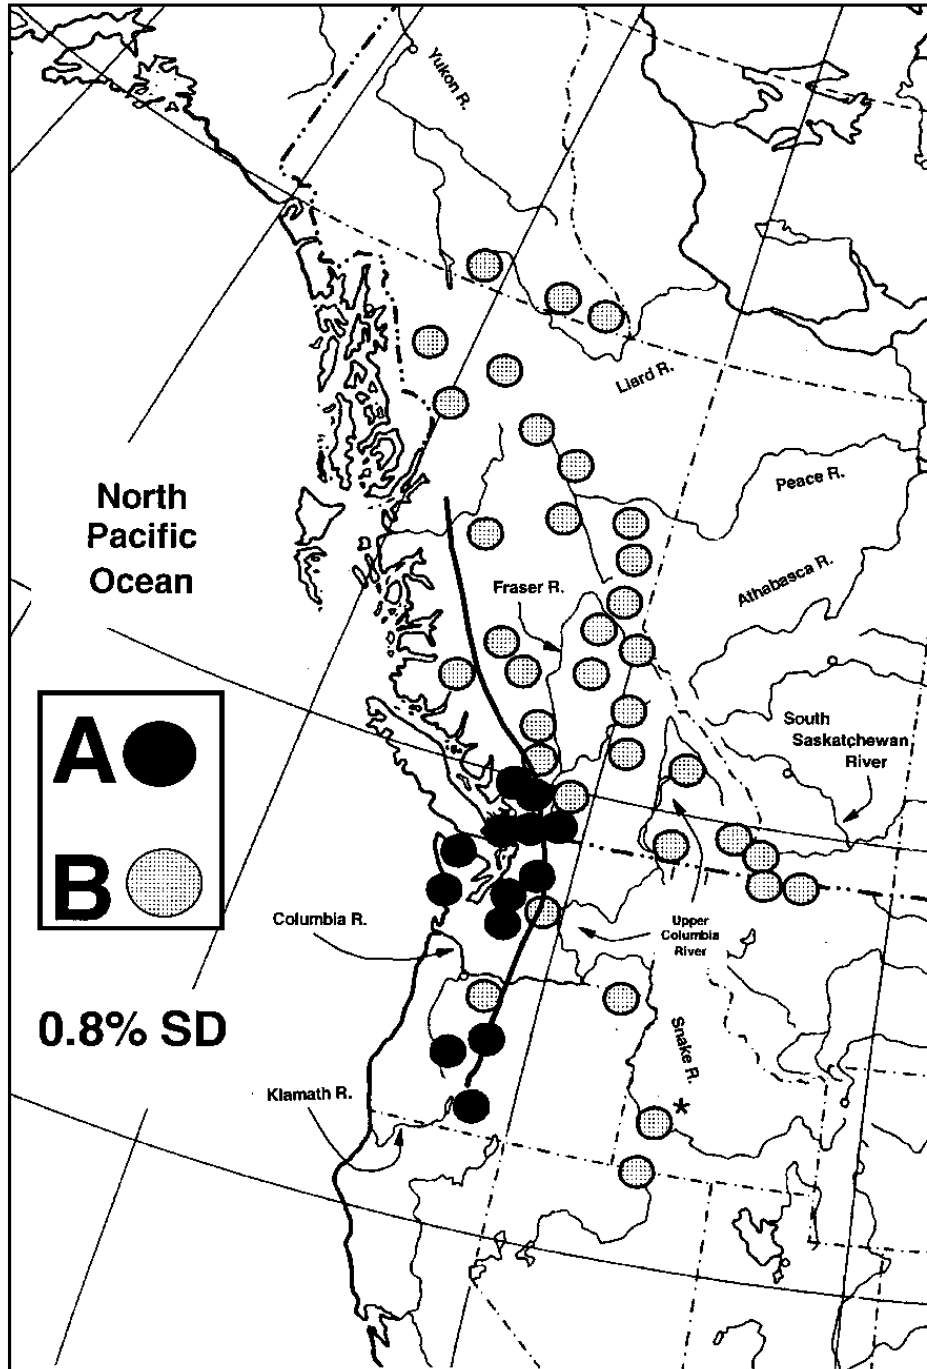 Yukon R.
Liard R.
Peace R.
North
Pacific
Ocean
Athabasca R.
Fraser R.
A
South
Saskatchewan
River
B
Columbia R.
Upper
Columbia
River
0.8% SD
Snake R.
Klamath R.
*